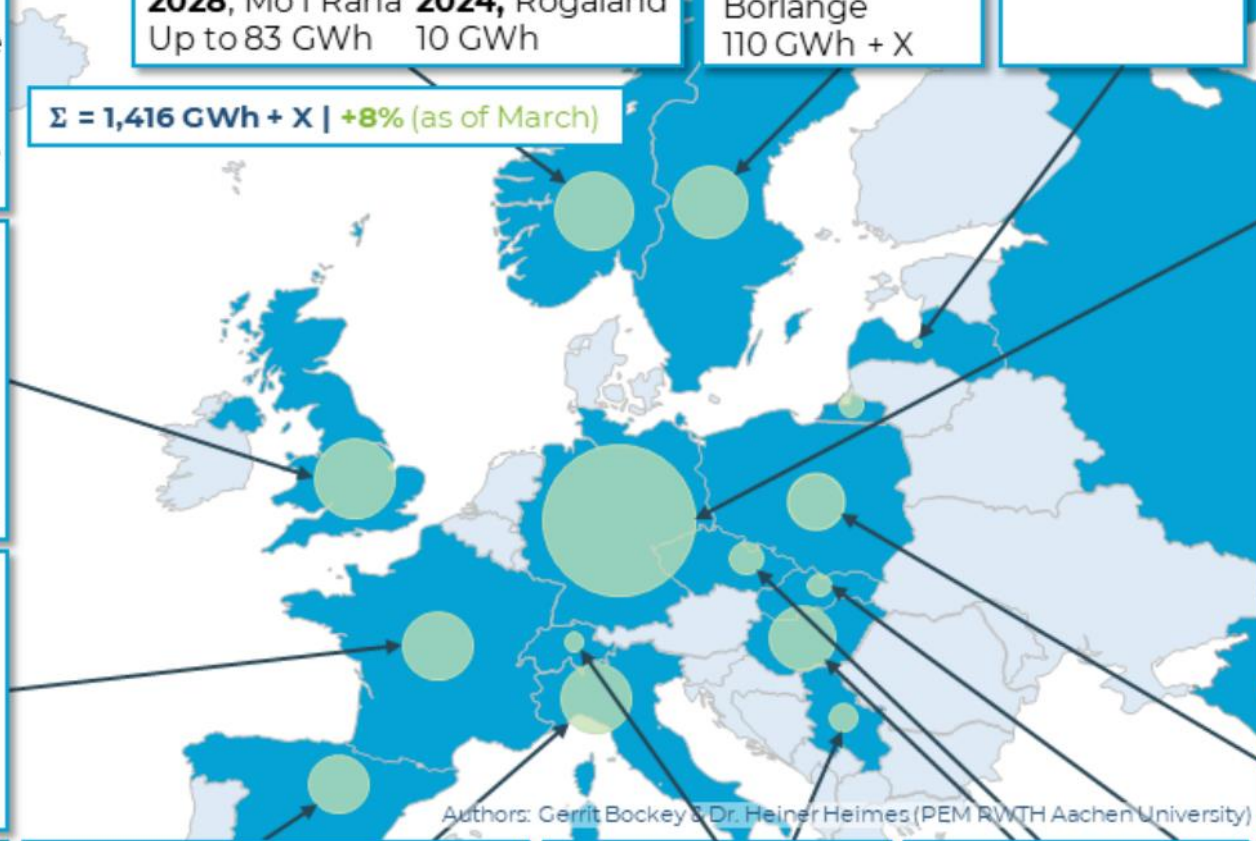 2028, Mo i Rana 2024, Rogaland
Up to 83 GWh 10 GWh
Borlänge
110 GWh + X
Σ = 1,416 GWh + X | +8% (as of March)
Authors: Gerrit Bockey & Dr. Heiner Heimes (PEM RWTH Aachen University)